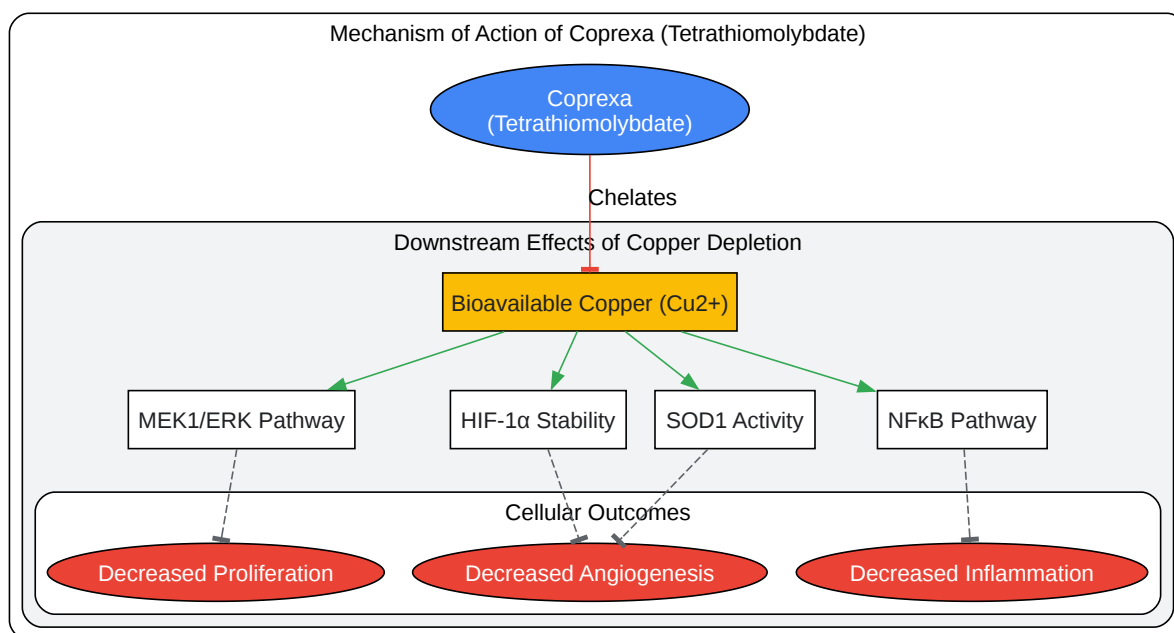 Mechanism of Action of Coprexa (Tetrathiomolybdate)
Coprexa
(Tetrathiomolybdate)
Chelates
Downstream Effects of Copper Depletion
Bioavailable Copper (Cu2+)
MEK1/ERK Pathway
HIF-1α Stability
SOD1 Activity
NFκB Pathway
Cellular Outcomes
Decreased Proliferation
Decreased Angiogenesis
Decreased Inflammation